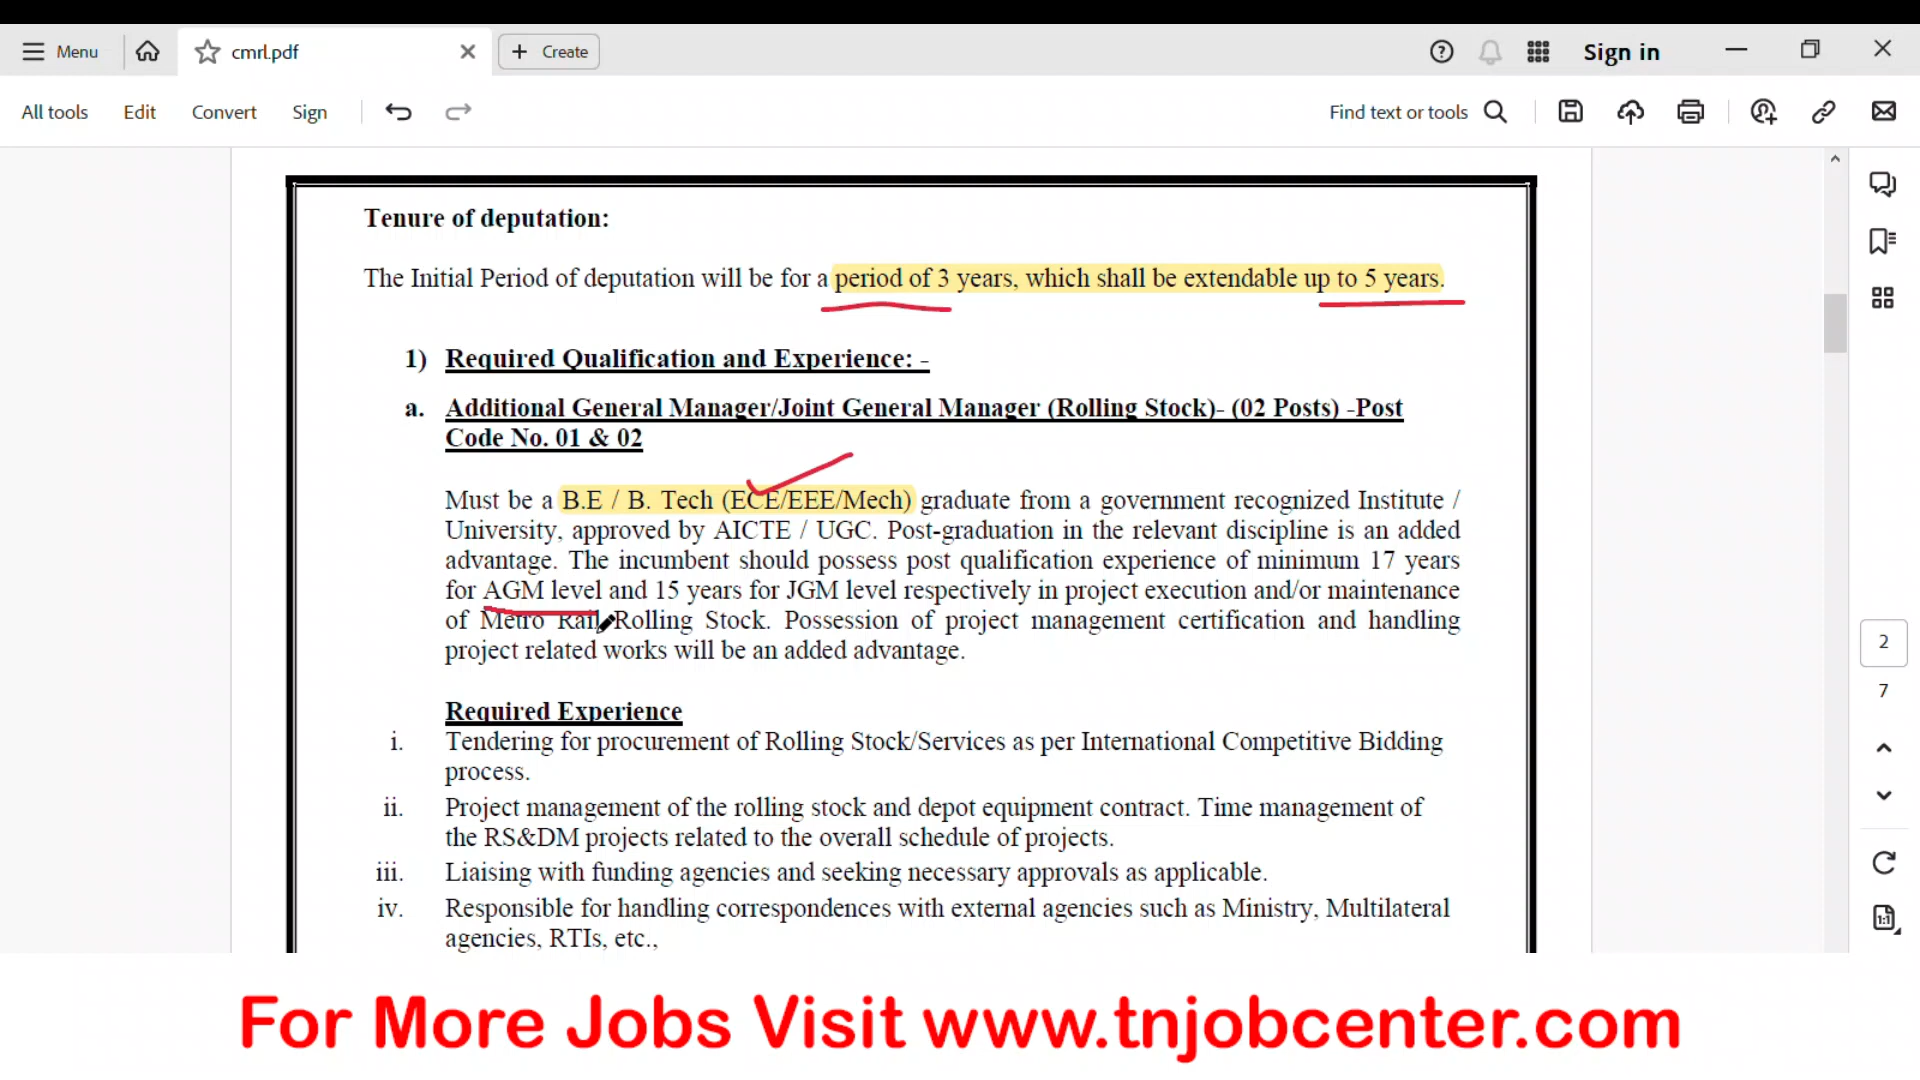 Menu
cmrl.pdf
Create
Sign in
All tools
Edit
Convert
Sign
Find text or tools
Tenure of deputation:
The Initial Period of deputation will be for a period of 3 years, which shall be extendable up to 5 years.
1) Required Qualification and Experience: -
a. Additional General Manager/Joint General Manager (Rolling Stock)- (02 Posts) -Post
Code No. 01 & 02
Must be a B.E / B. Tech (ECE/EEE/Mech) graduate from a government recognized Institute /
University, approved by AICTE / UGC. Post-graduation in the relevant discipline is an added
advantage. The incumbent should possess post qualification experience of minimum 17 years
for AGM level and 15 years for JGM level respectively in project execution and/or maintenance
of Metro Rail Rolling Stock. Possession of project management certification and handling
project related works will be an added advantage.
Required Experience
i. Tendering for procurement of Rolling Stock/Services as per International Competitive Bidding
process.
ii. Project management of the rolling stock and depot equipment contract. Time management of
the RS&DM projects related to the overall schedule of projects.
iii. Liaising with funding agencies and seeking necessary approvals as applicable.
iv. Responsible for handling correspondences with external agencies such as Ministry, Multilateral
agencies, RTIs, etc.,
2
7
1:1
For More Jobs Visit www.tnjobcenter.com